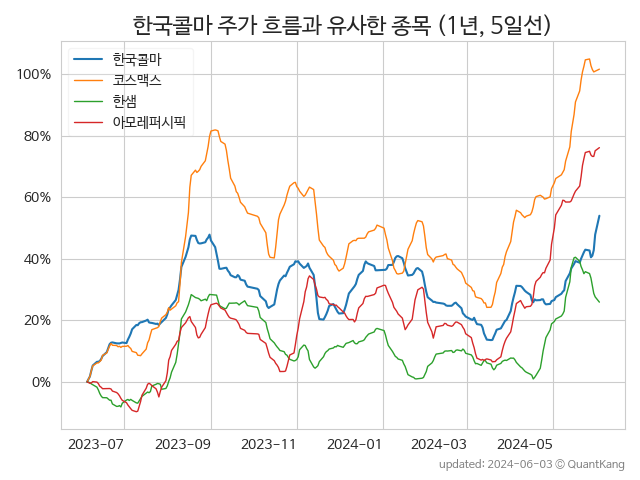 한국콜마 주가 흐름과 유사한 종목 (1년, 5일선)
한국콜마
코스맥스
한샘
아모레퍼시픽
100%
80%
60%
40%
20%
0%
2023-07 2023-09 2023-11 2024-01 2024-03 2024-05
updated: 2024-06-03 © QuantKang